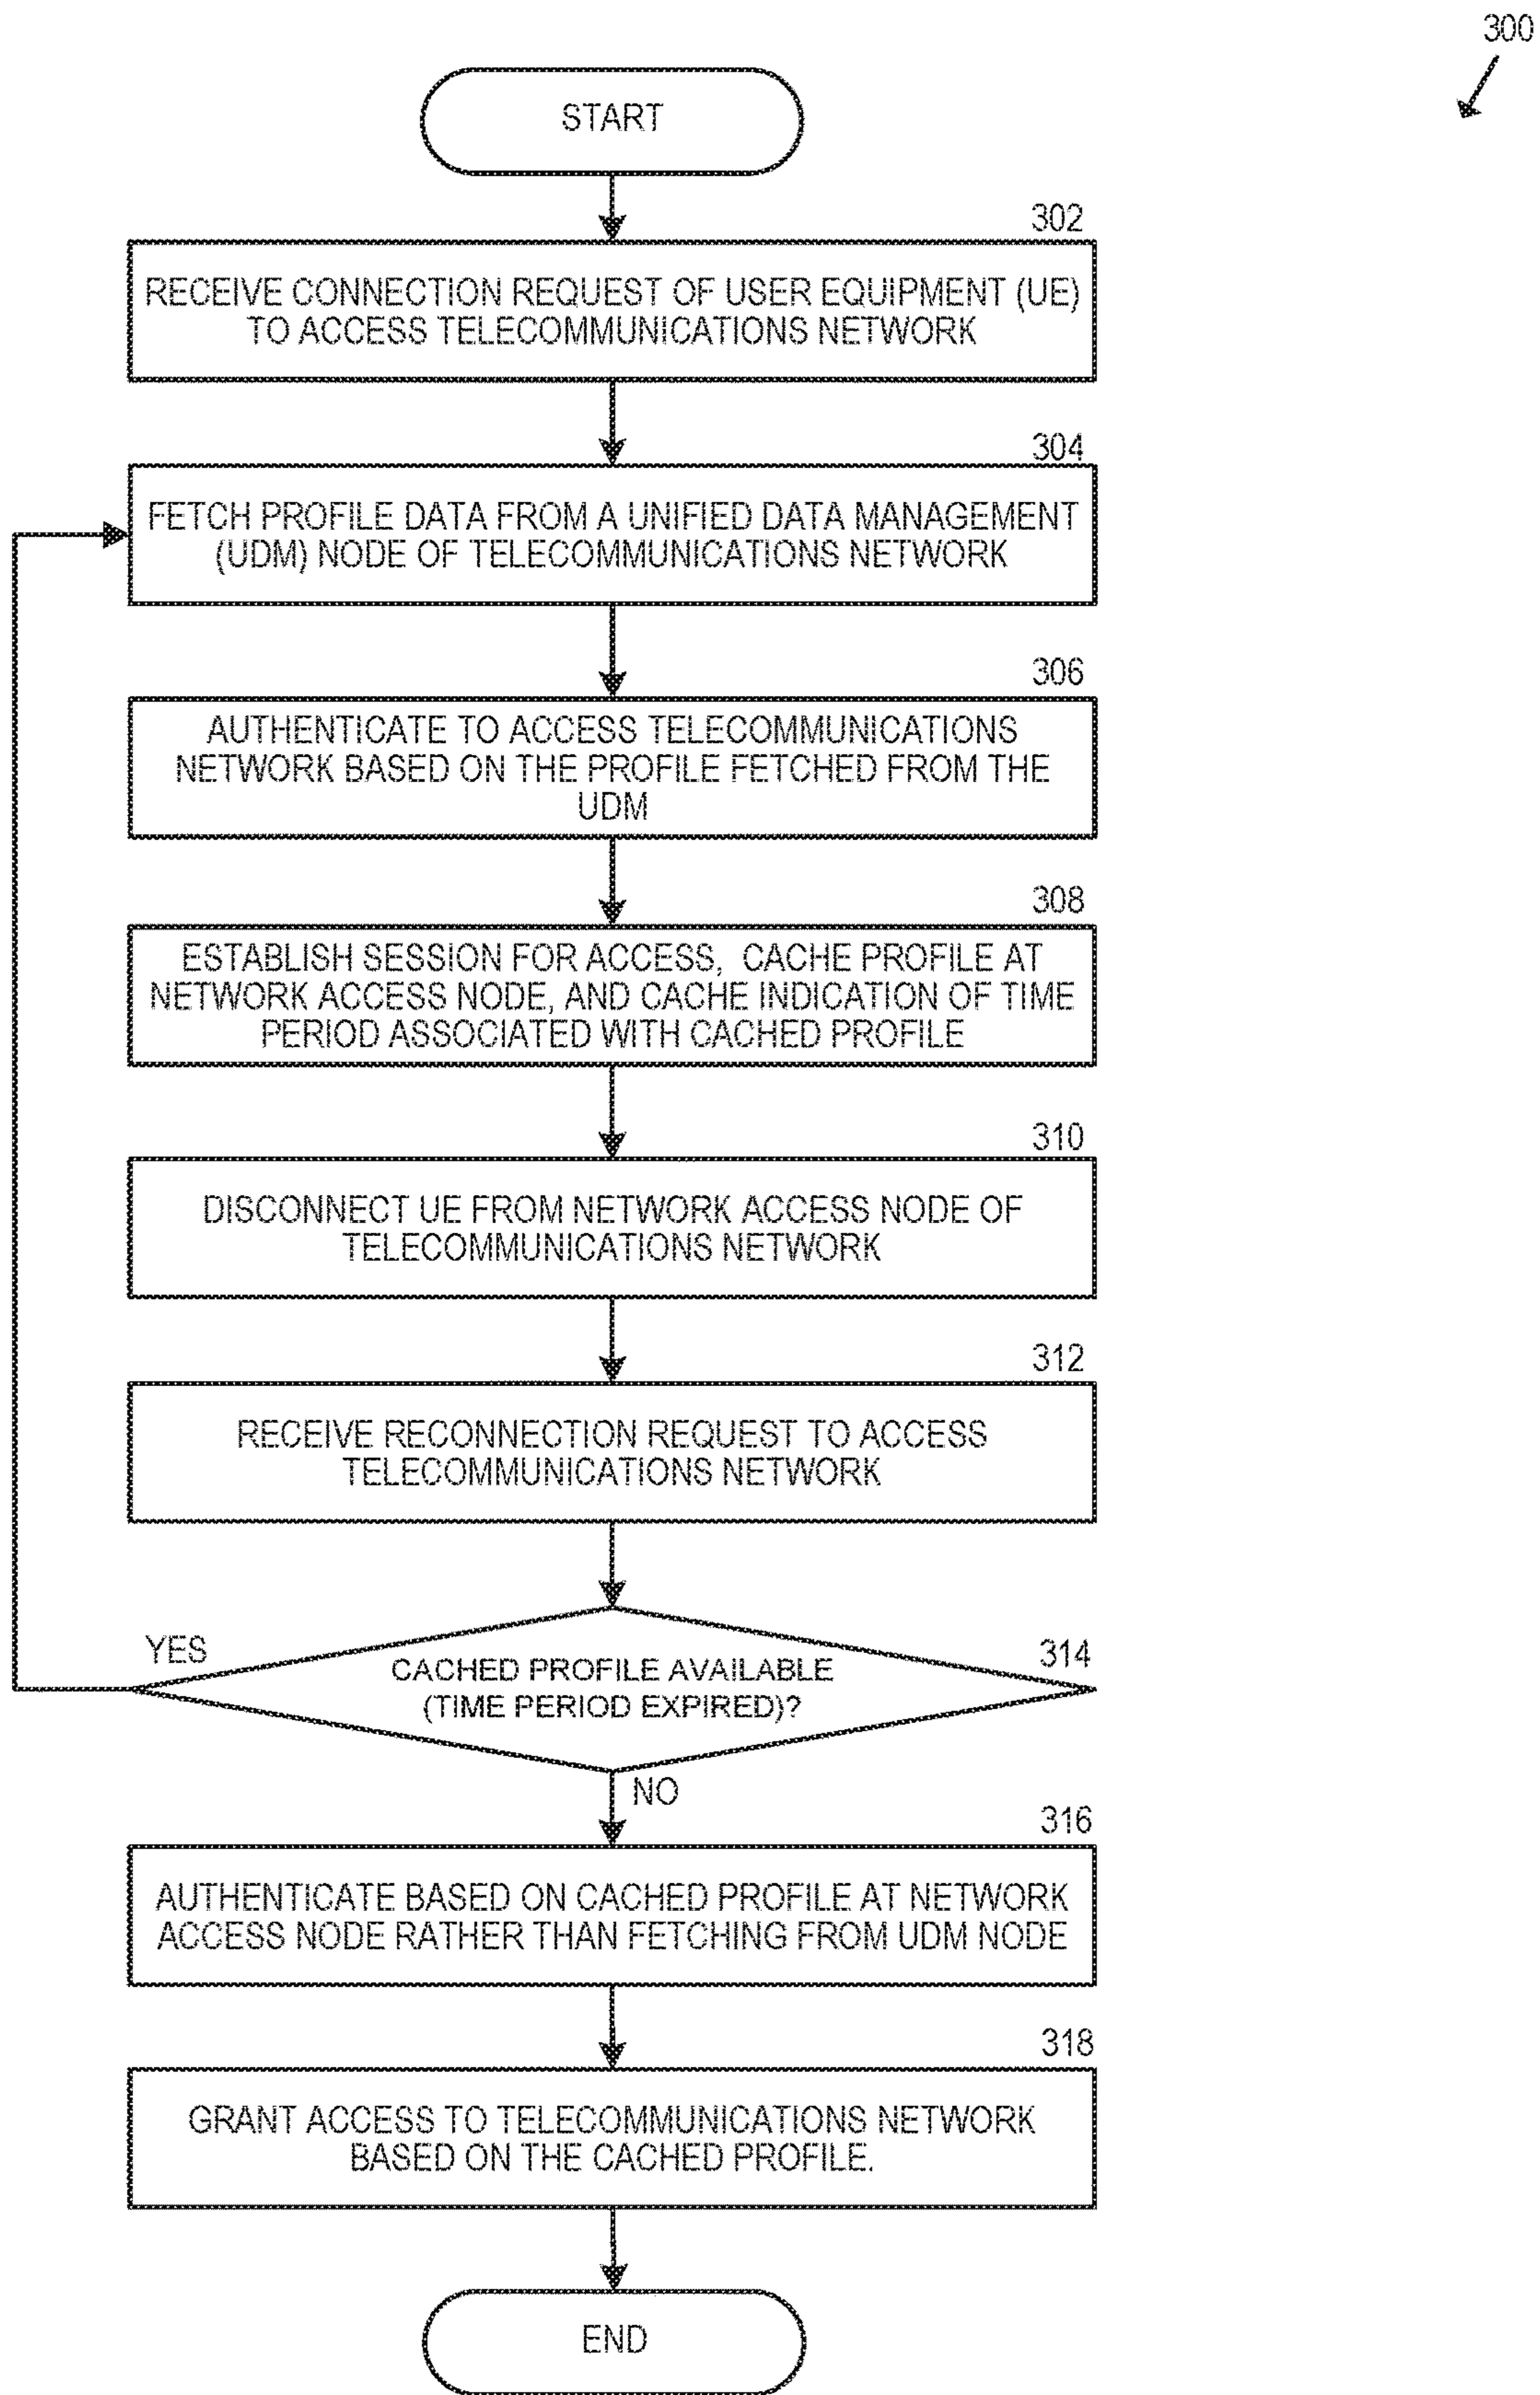 300
START
302
RECEIVE CONNECTION REQUEST OF USER EQUIPMENT (UE)
TO ACCESS TELECOMMUNICATIONS NETWORK
304
FETCH PROFILE DATA FROM A UNIFIED DATA MANAGEMENT
(UDM) NODE OF TELECOMMUNICATIONS NETWORK
306
AUTHENTICATE TO ACCESS TELECOMMUNICATIONS
NETWORK BASED ON THE PROFILE FETCHED FROM THE
UDM
308
ESTABLISH SESSION FOR ACCESS, CACHE PROFILE AT
NETWORK ACCESS NODE, AND CACHE INDICATION OF TIME
PERIOD ASSOCIATED WITH CACHED PROFILE
310
DISCONNECT UE FROM NETWORK ACCESS NODE OF
TELECOMMUNICATIONS NETWORK
312
RECEIVE RECONNECTION REQUEST TO ACCESS
TELECOMMUNICATIONS NETWORK
YES
314
CACHED PROFILE AVAILABLE
(TIME PERIOD EXPIRED)?
NO
316
AUTHENTICATE BASED ON CACHED PROFILE AT NETWORK
ACCESS NODE RATHER THAN FETCHING FROM UDM NODE
318
GRANT ACCESS TO TELECOMMUNICATIONS NETWORK
BASED ON THE CACHED PROFILE.
END